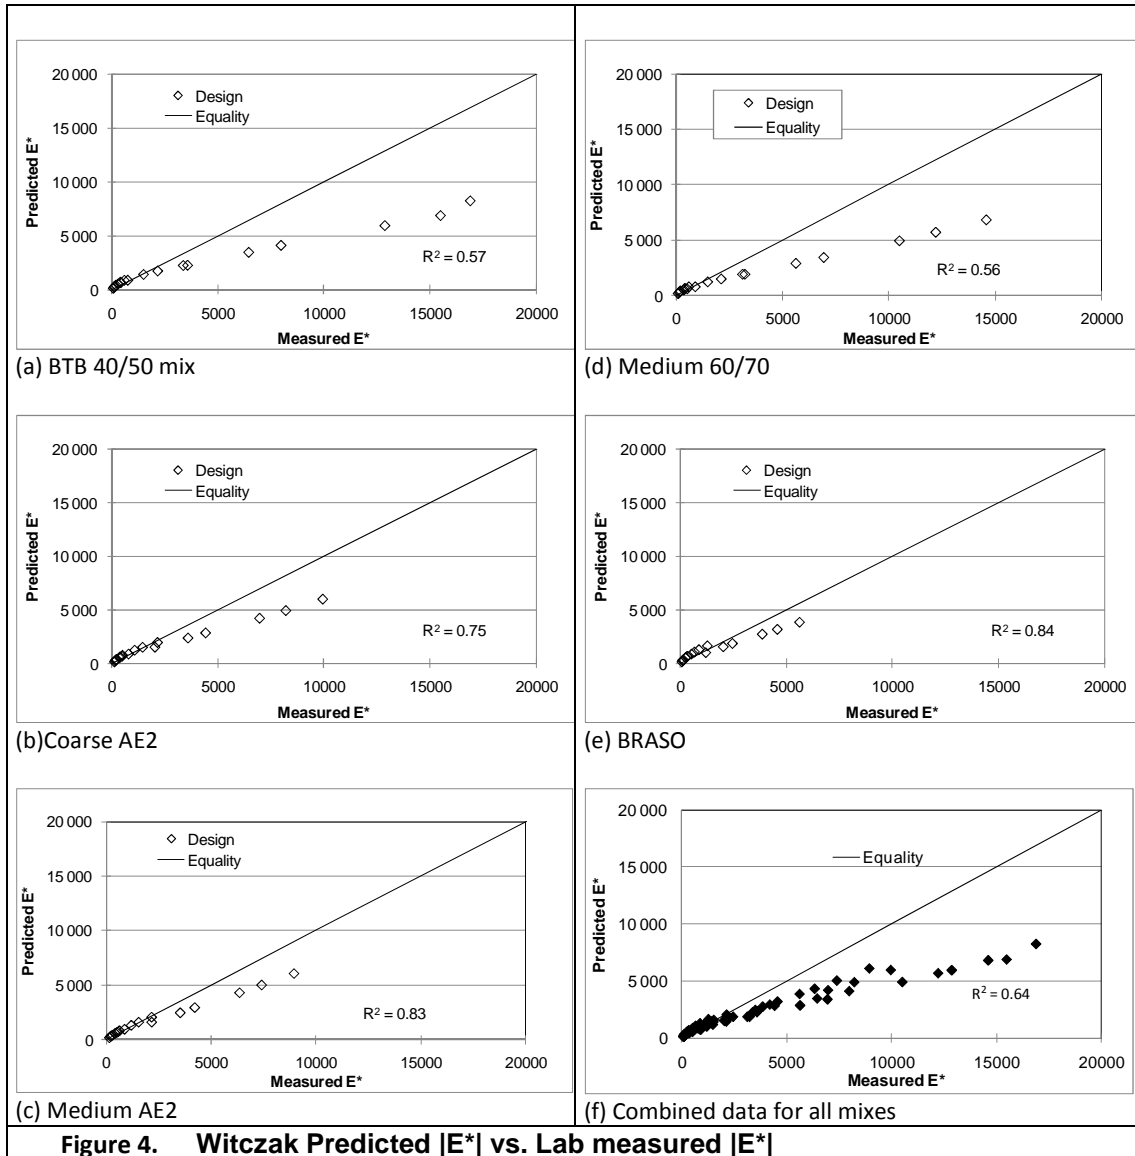 20 000
15 000
10 000
5 000
0
Predicted E*
Design
Equality
R² = 0.57
0 5000 10000 15000 20000
Measured E*
(a) BTB 40/50 mix
20 000
15 000
10 000
5 000
0
Predicted E*
Design
Equality
R² = 0.56
0 5000 10000 15000 20000
Measured E*
(d) Medium 60/70
20 000
15 000
10 000
5 000
0
Predicted E*
Design
Equality
R² = 0.75
0 5000 10000 15000 20000
Measured E*
(b)Coarse AE2
20 000
15 000
10 000
5 000
0
Predicted E*
Design
Equality
R² = 0.84
0 5000 10000 15000 20000
Measured E*
(e) BRASO
20 000
15 000
10 000
5 000
0
Predicted E*
Design
Equality
R² = 0.83
0 5000 10000 15000 20000
Measured E*
(c) Medium AE2
20 000
15 000
10 000
5 000
0
Predicted E*
Equality
R² = 0.64
0 5000 10000 15000 20000
Measured E*
(f) Combined data for all mixes
Figure 4. Witczak Predicted |E*| vs. Lab measured |E*|